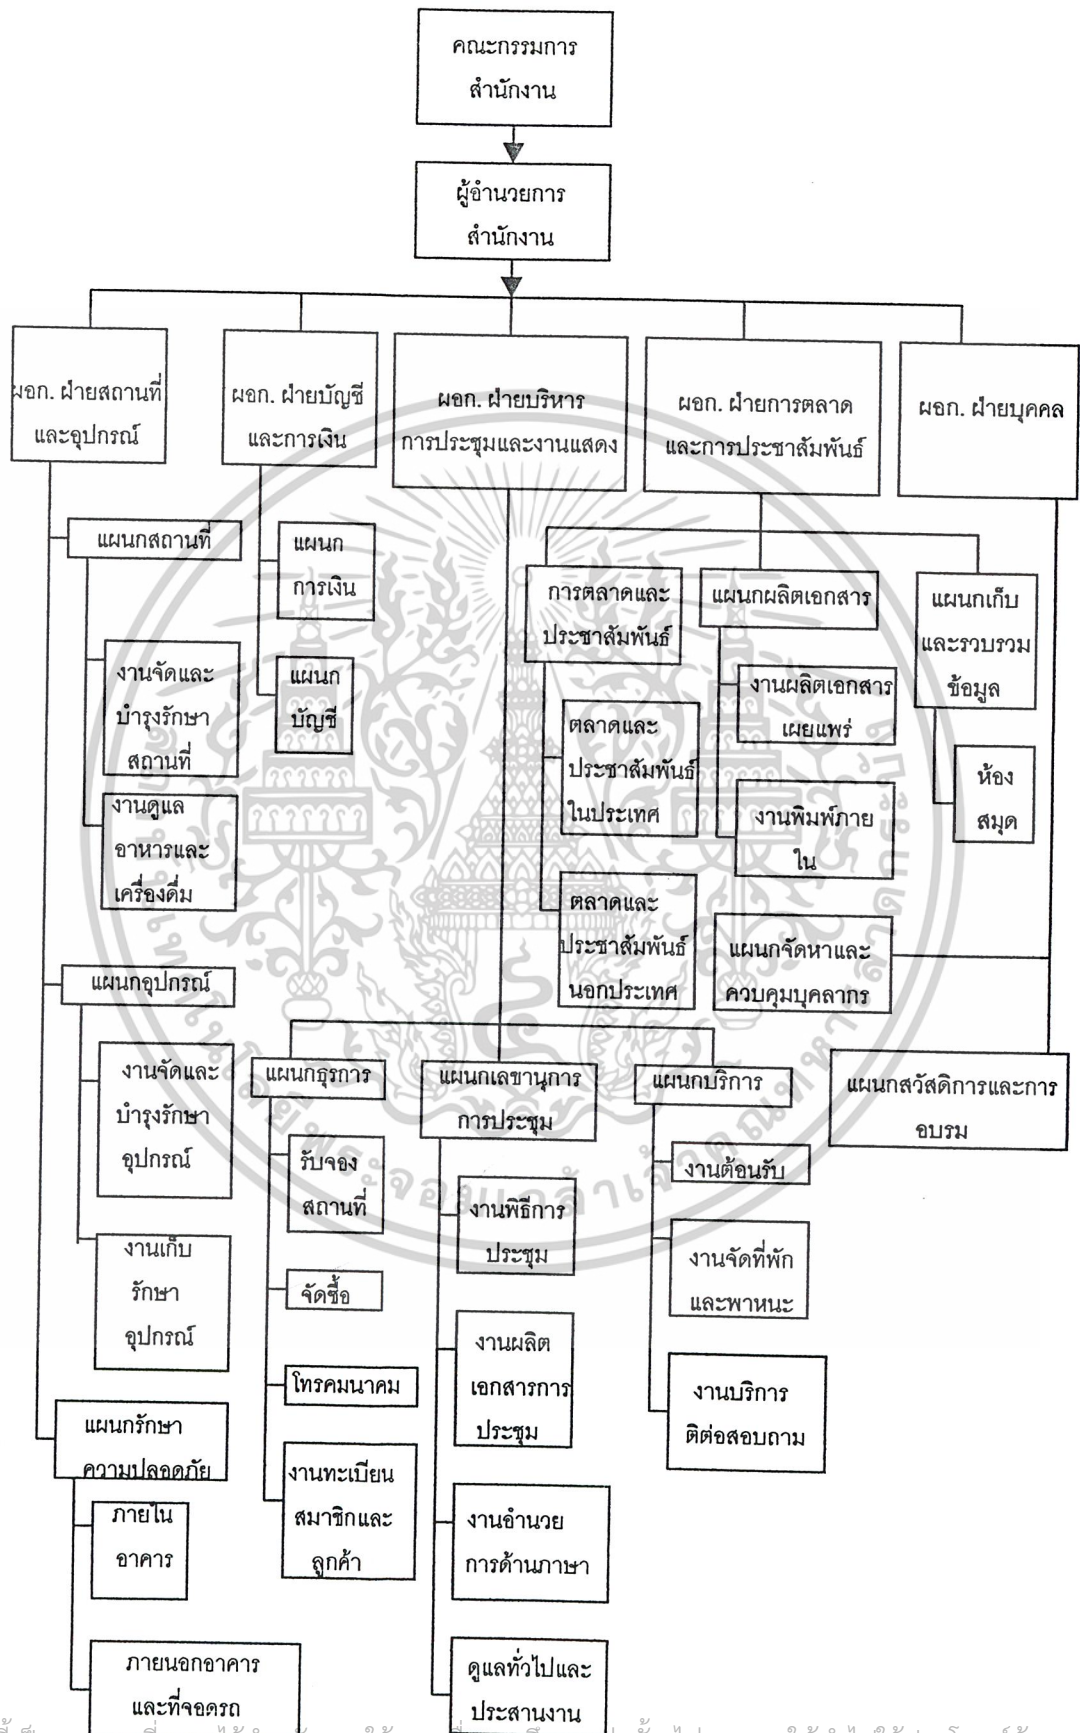 คณะกรรมการ
สำนักงาน
ผู้อำนวยการ
สำนักงาน
ผอก. ฝ่ายสถานที่
และอุปกรณ์
ผอก. ฝ่ายบัญชี
และการเงิน
ผอก. ฝ่ายบริหาร
การประชุมและงานแสดง
ผอก. ฝ่ายการตลาด
และการประชาสัมพันธ์
ผอก. ฝ่ายบุคคล
แผนกสถานที่
งานจัดและ
บำรุงรักษา
สถานที่
งานดูแล
อาหารและ
เครื่องดื่ม
แผนกอุปกรณ์
งานจัดและ
บำรุงรักษา
อุปกรณ์
งานเก็บ
รักษา
อุปกรณ์
แผนกรักษา
ความปลอดภัย
ภายใน
อาคาร
ภายนอกอาคาร
และที่จอดรถ
แผนก
การเงิน
แผนก
บัญชี
แผนกธุรการ
รับจอง
สถานที่
จัดซื้อ
โทรคมนาคม
งานทะเบียน
สมาชิกและ
ลูกค้า
แผนกเลขานุการ
การประชุม
งานพิธีการ
ประชุม
งานผลิต
เอกสารการ
ประชุม
งานอำนวย
การด้านภาษา
ดูแลทั่วไปและ
ประสานงาน
แผนกบริการ
งานต้อนรับ
งานจัดที่พัก
และพาหนะ
งานบริการ
ติต่อสอบถาม
การตลาดและ
ประชาสัมพันธ์
ตลาดและ
ประชาสัมพันธ์
ในประเทศ
ตลาดและ
ประชาสัมพันธ์
นอกประเทศ
แผนกผลิตเอกสาร
งานผลิตเอกสาร
เผยแพร่
งานพิมพ์ภาย
ใน
แผนกเก็บ
และรวบรวม
ข้อมูล
ห้อง
สมุด
แผนกจัดหาและ
ควบคุมบุคลากร
แผนกสวัสดิการและการ
อบรม